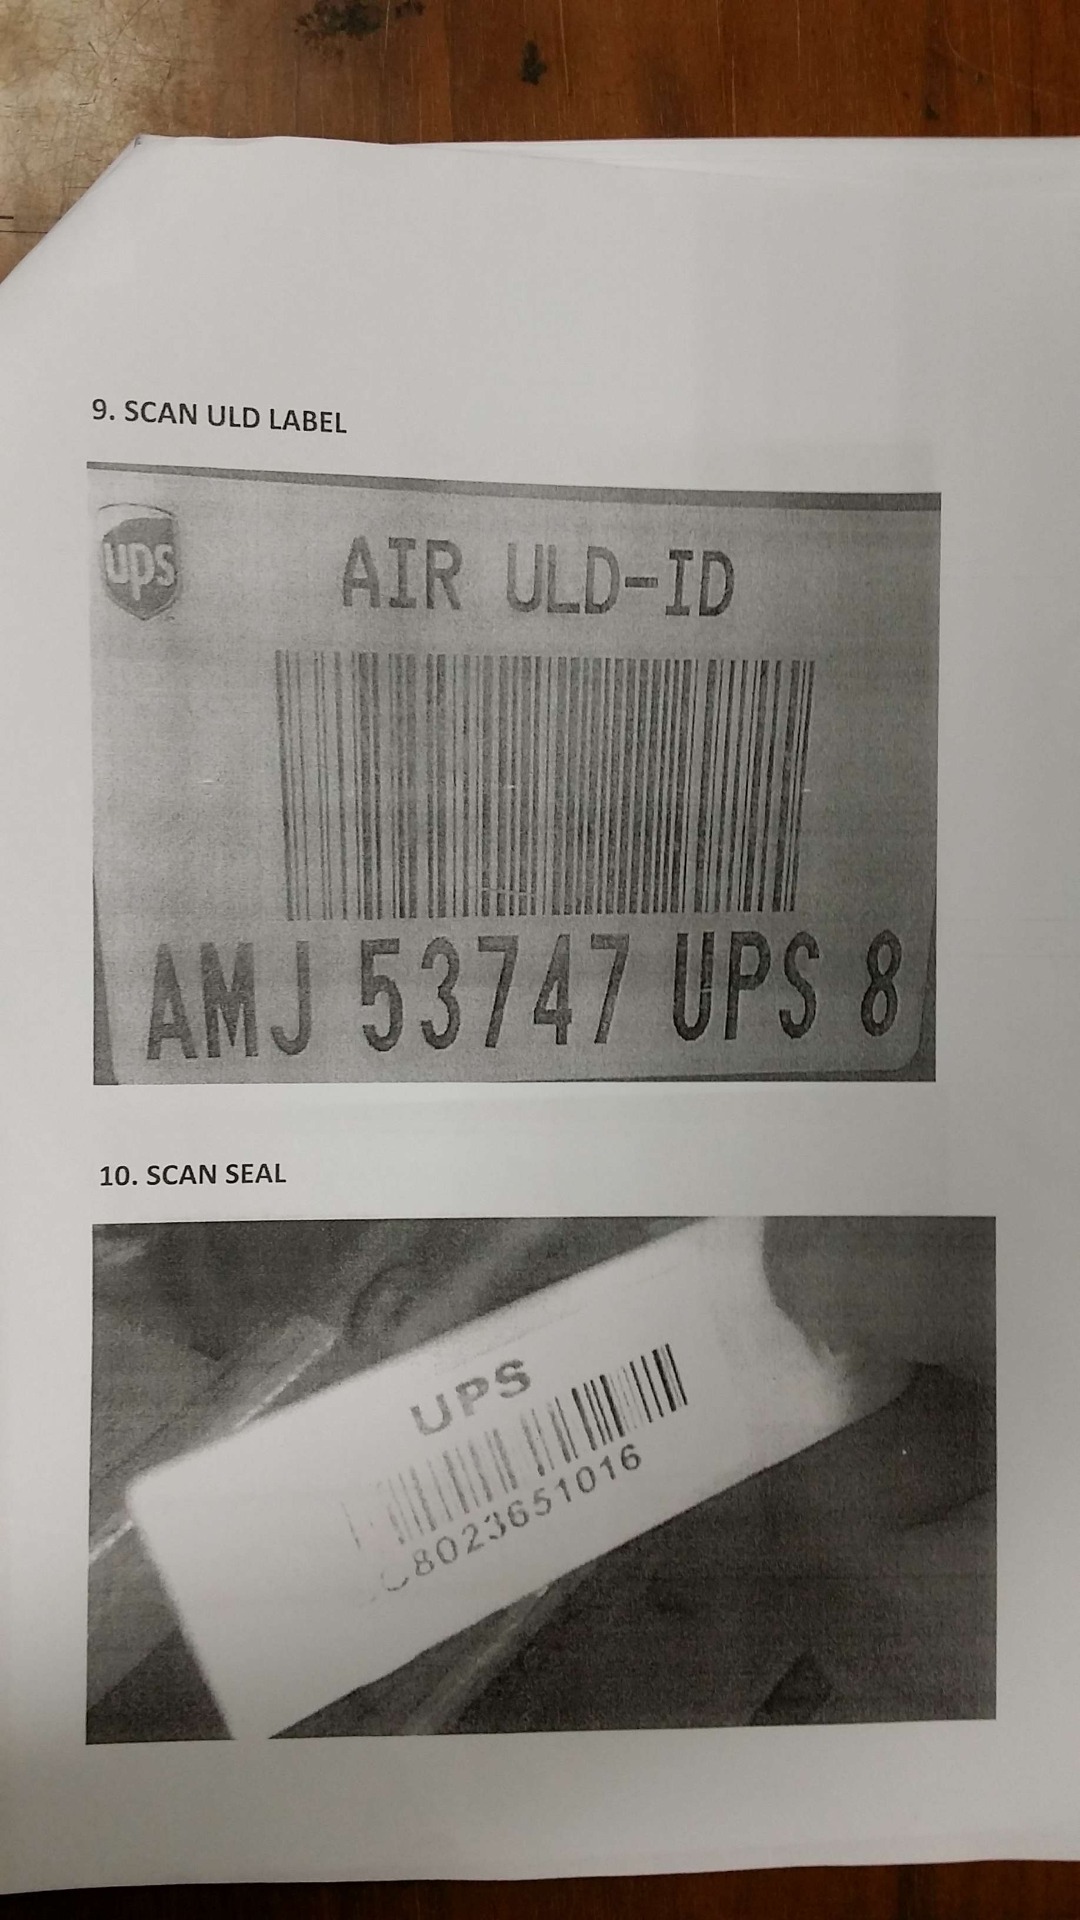 9. SCAN ULD LABEL
ups
AIR ULD-ID
AMJ 53747 UPS 8
10. SCAN SEAL
UPS
8023651016